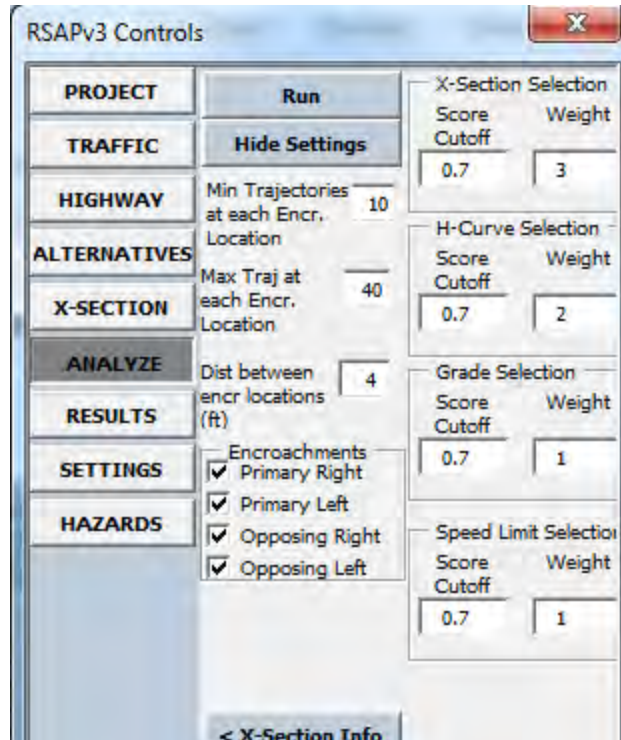 RSAPv3 Controls
X
PROJECT
TRAFFIC
HIGHWAY
ALTERNATIVES
X-SECTION
ANALYZE
RESULTS
SETTINGS
HAZARDS
Run
Hide Settings
Min Trajectories
at each Encr.
Location
10
Max Traj at
each Encr.
Location
40
Dist between
encr locations
(ft)
4
Encroachments
Primary Right
Primary Left
Opposing Right
Opposing Left
< X-Section Info
X-Section Selection
Score Weight
Cutoff
0.7 3
H-Curve Selection
Score Weight
Cutoff
0.7 2
Grade Selection
Score Weight
Cutoff
0.7 1
Speed Limit Selection
Score Weight
Cutoff
0.7 1